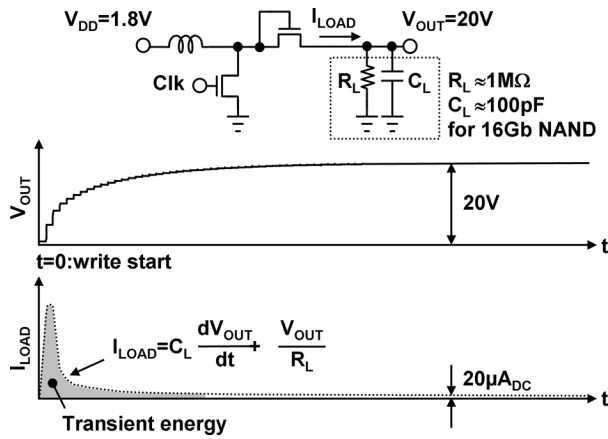 V_DD=1.8V
I_LOAD
V_OUT=20V
Clk
R_L
C_L
R_L≈1MΩ
C_L≈100pF
for 16Gb NAND
V_OUT
20V
t
t=0:write start
I_LOAD
I_LOAD=C_L dV_OUT/dt + V_OUT/R_L
20μA_DC
Transient energy
t